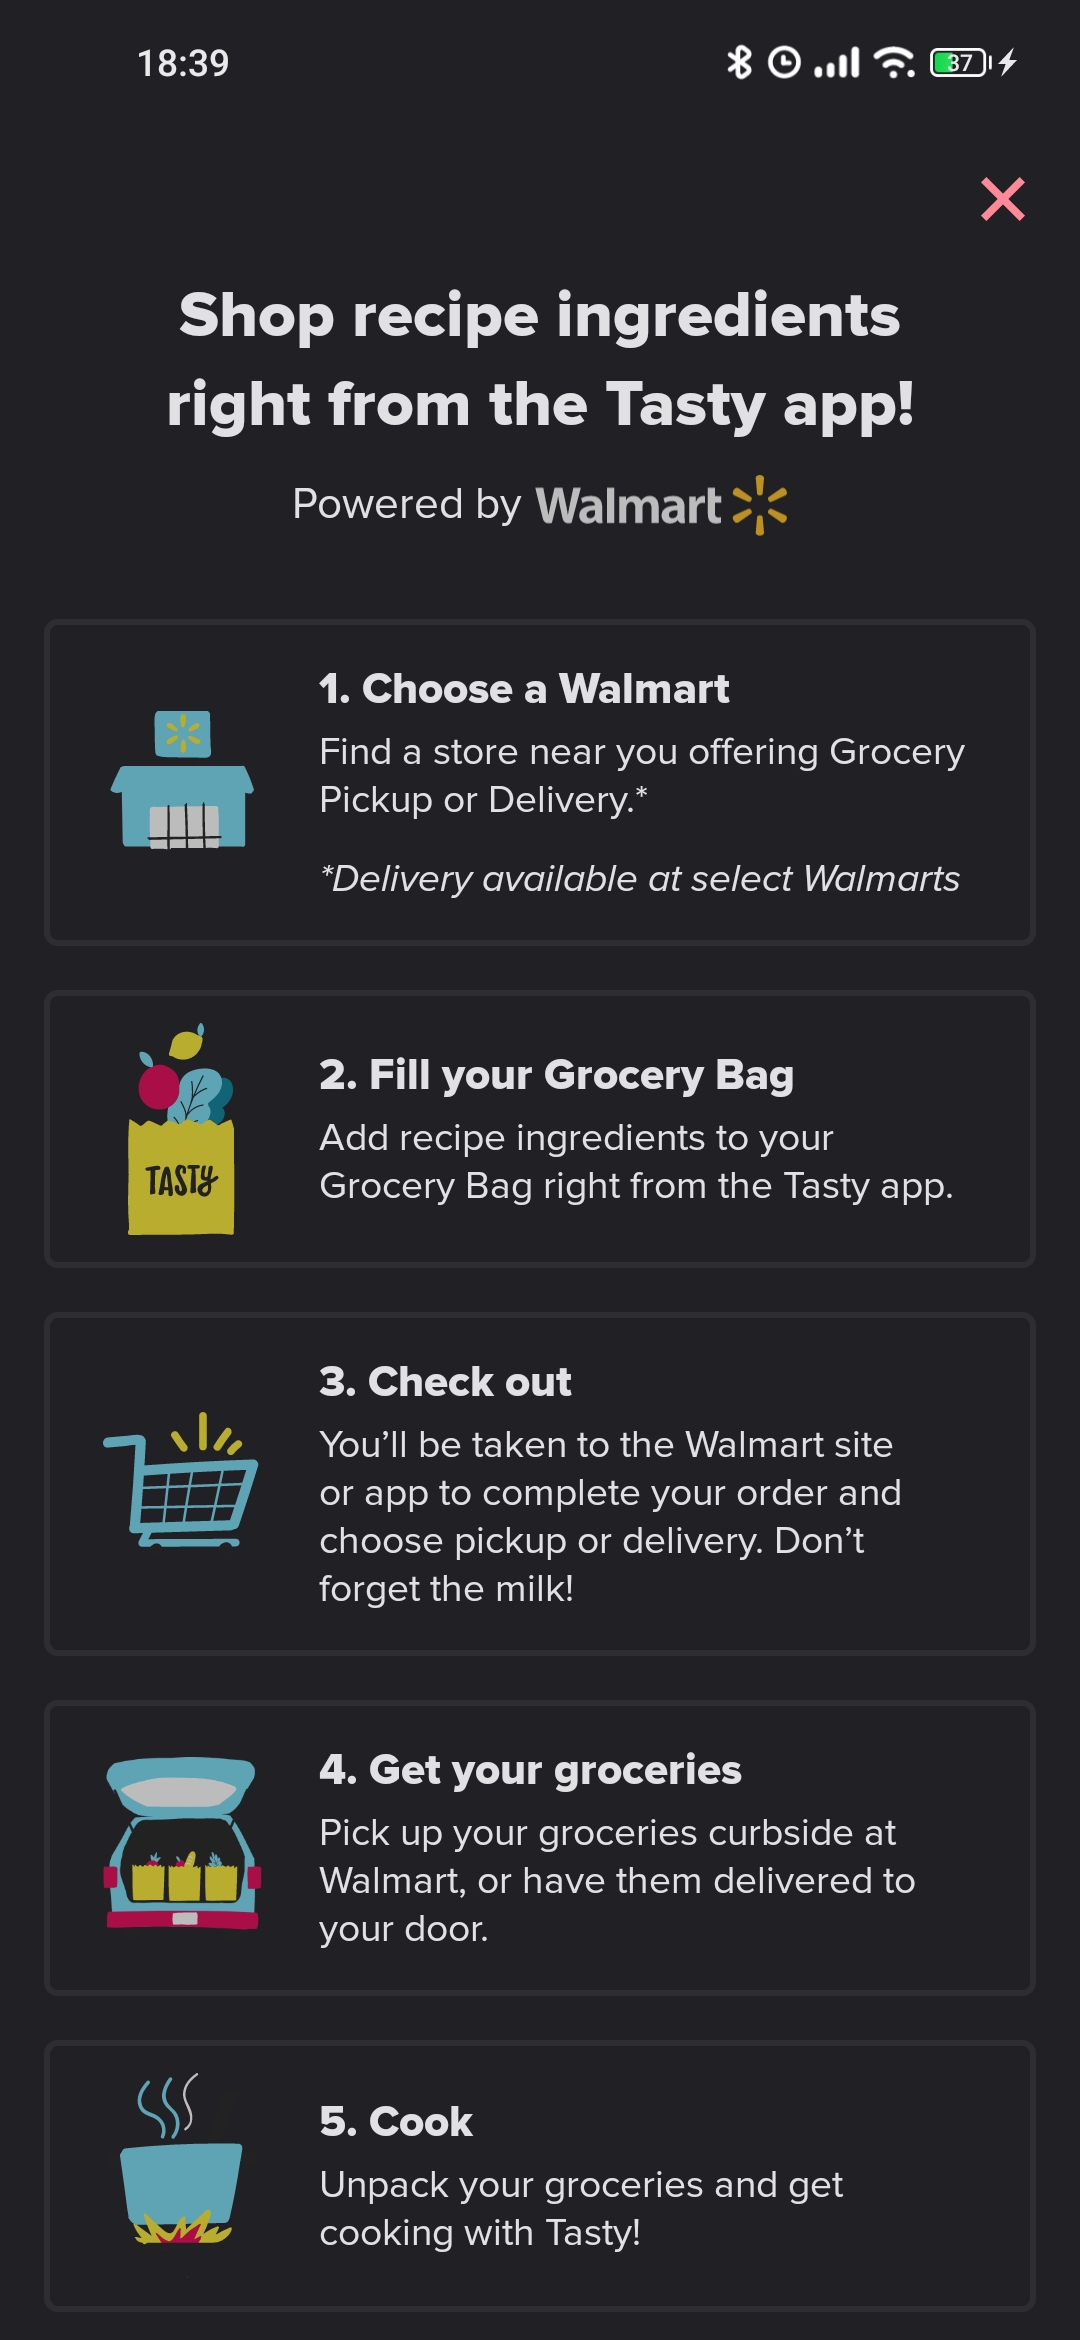 18:39
37
Shop recipe ingredients
right from the Tasty app!
Powered by Walmart
1. Choose a Walmart
Find a store near you offering Grocery
Pickup or Delivery.*
*Delivery available at select Walmarts
2. Fill your Grocery Bag
Add recipe ingredients to your
Grocery Bag right from the Tasty app.
TASTY
3. Check out
You’ll be taken to the Walmart site
or app to complete your order and
choose pickup or delivery. Don’t
forget the milk!
4. Get your groceries
Pick up your groceries curbside at
Walmart, or have them delivered to
your door.
5. Cook
Unpack your groceries and get
cooking with Tasty!